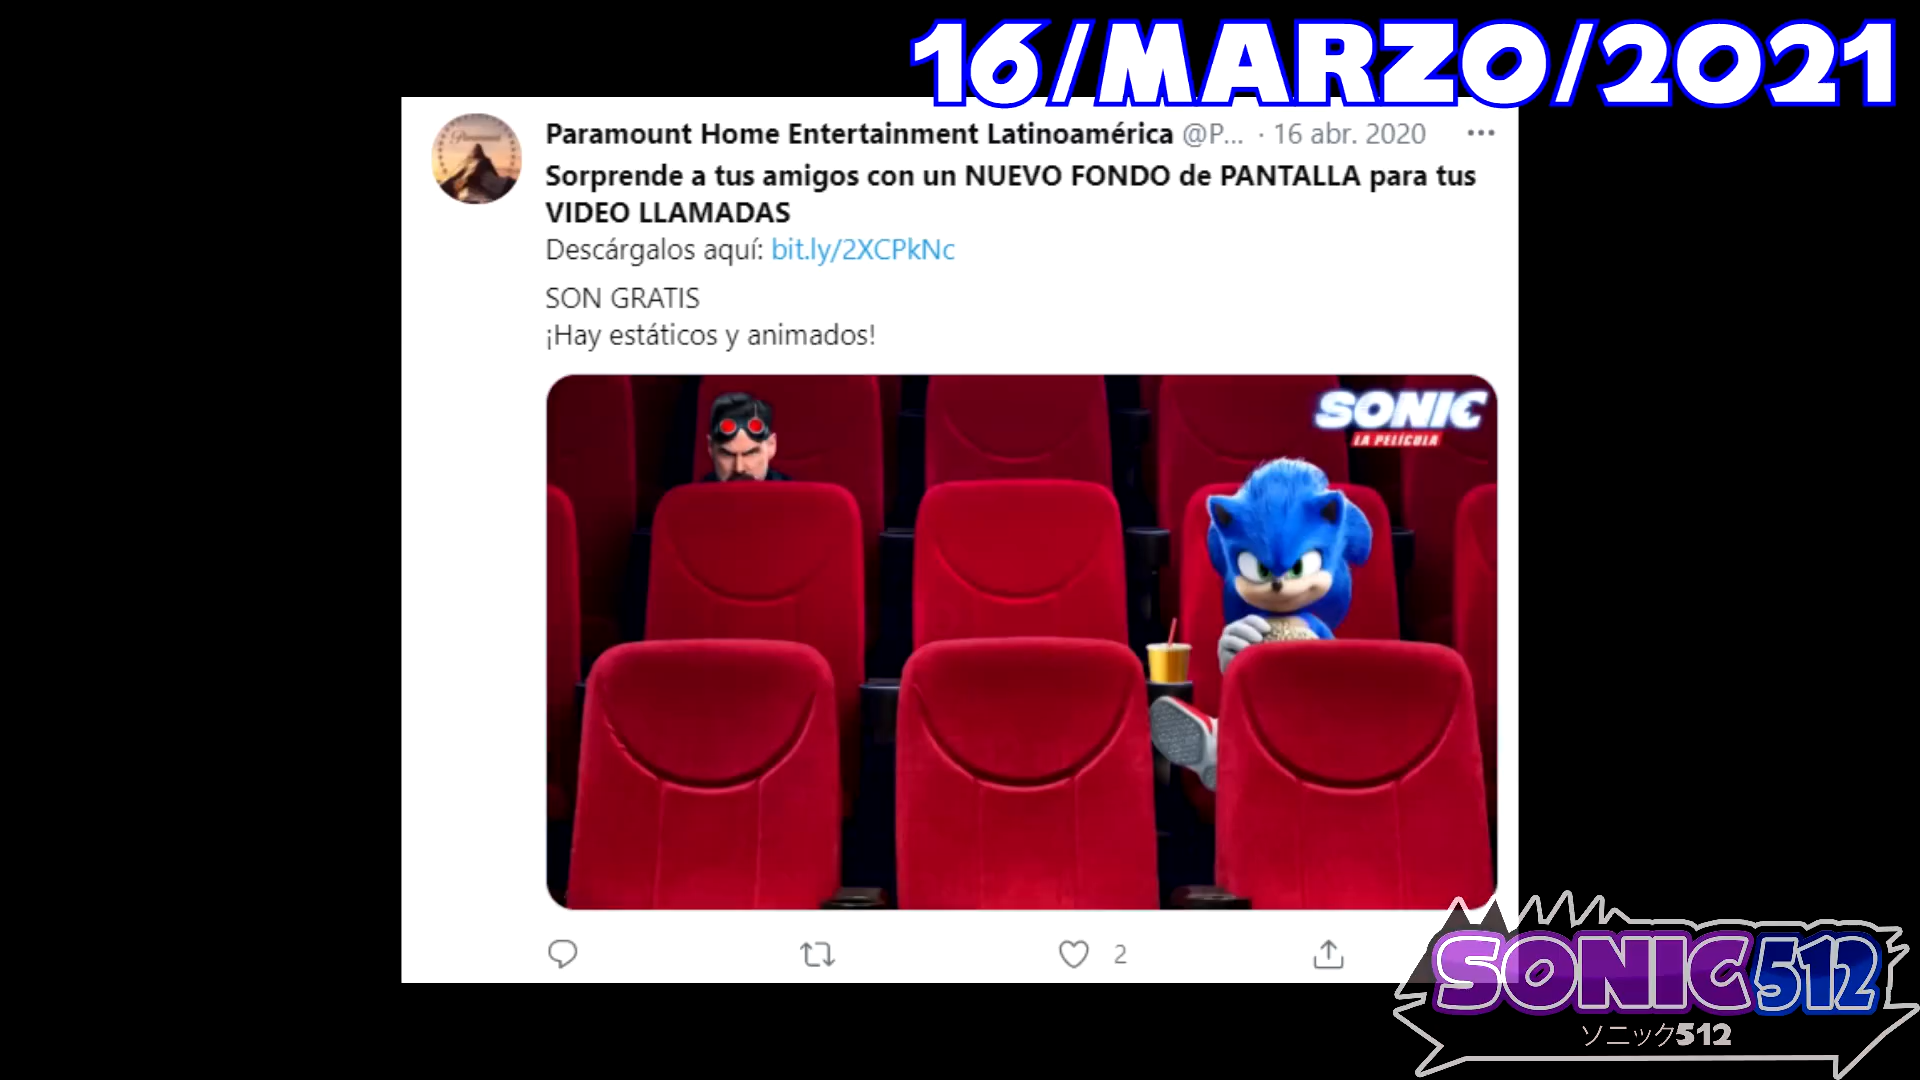 16/MARZO/2021
Paramount Home Entertainment Latinoamérica @P... · 16 abr. 2020
Sorprende a tus amigos con un NUEVO FONDO de PANTALLA para tus
VIDEO LLAMADAS
Descárgalos aquí: bit.ly/2XCPkNc
SON GRATIS
¡Hay estáticos y animados!
SONIC
LA PELÍCULA
2
SONIC512
ソニック512